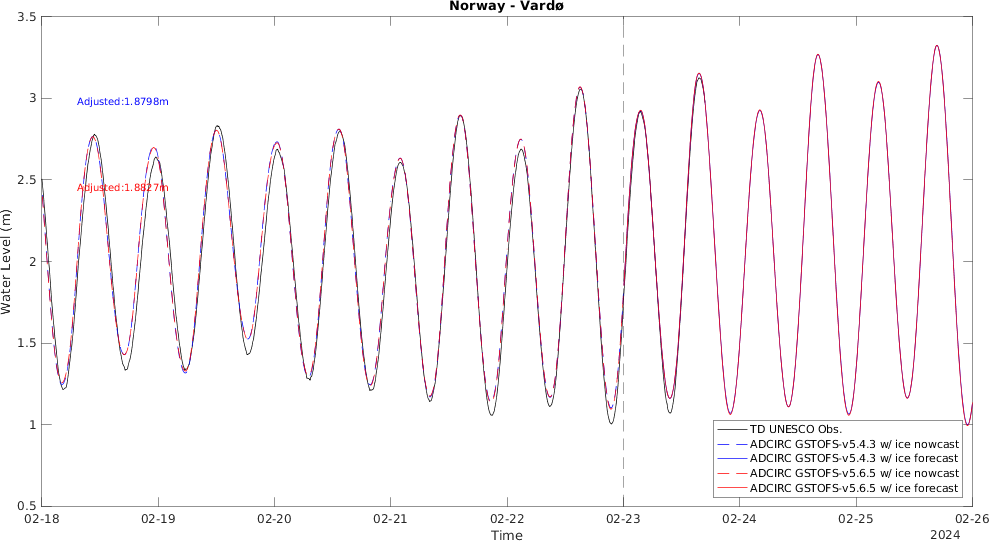 Norway - Vardø
3.5
3
2.5
2
1.5
1
0.5
Water Level (m)
Adjusted:1.8798m
Adjusted:1.8827m
TD UNESCO Obs.
ADCIRC GSTOFS-v5.4.3 w/ ice nowcast
ADCIRC GSTOFS-v5.4.3 w/ ice forecast
ADCIRC GSTOFS-v5.6.5 w/ ice nowcast
ADCIRC GSTOFS-v5.6.5 w/ ice forecast
02-18 02-19 02-20 02-21 02-22 02-23 02-24 02-25 02-26
Time
2024